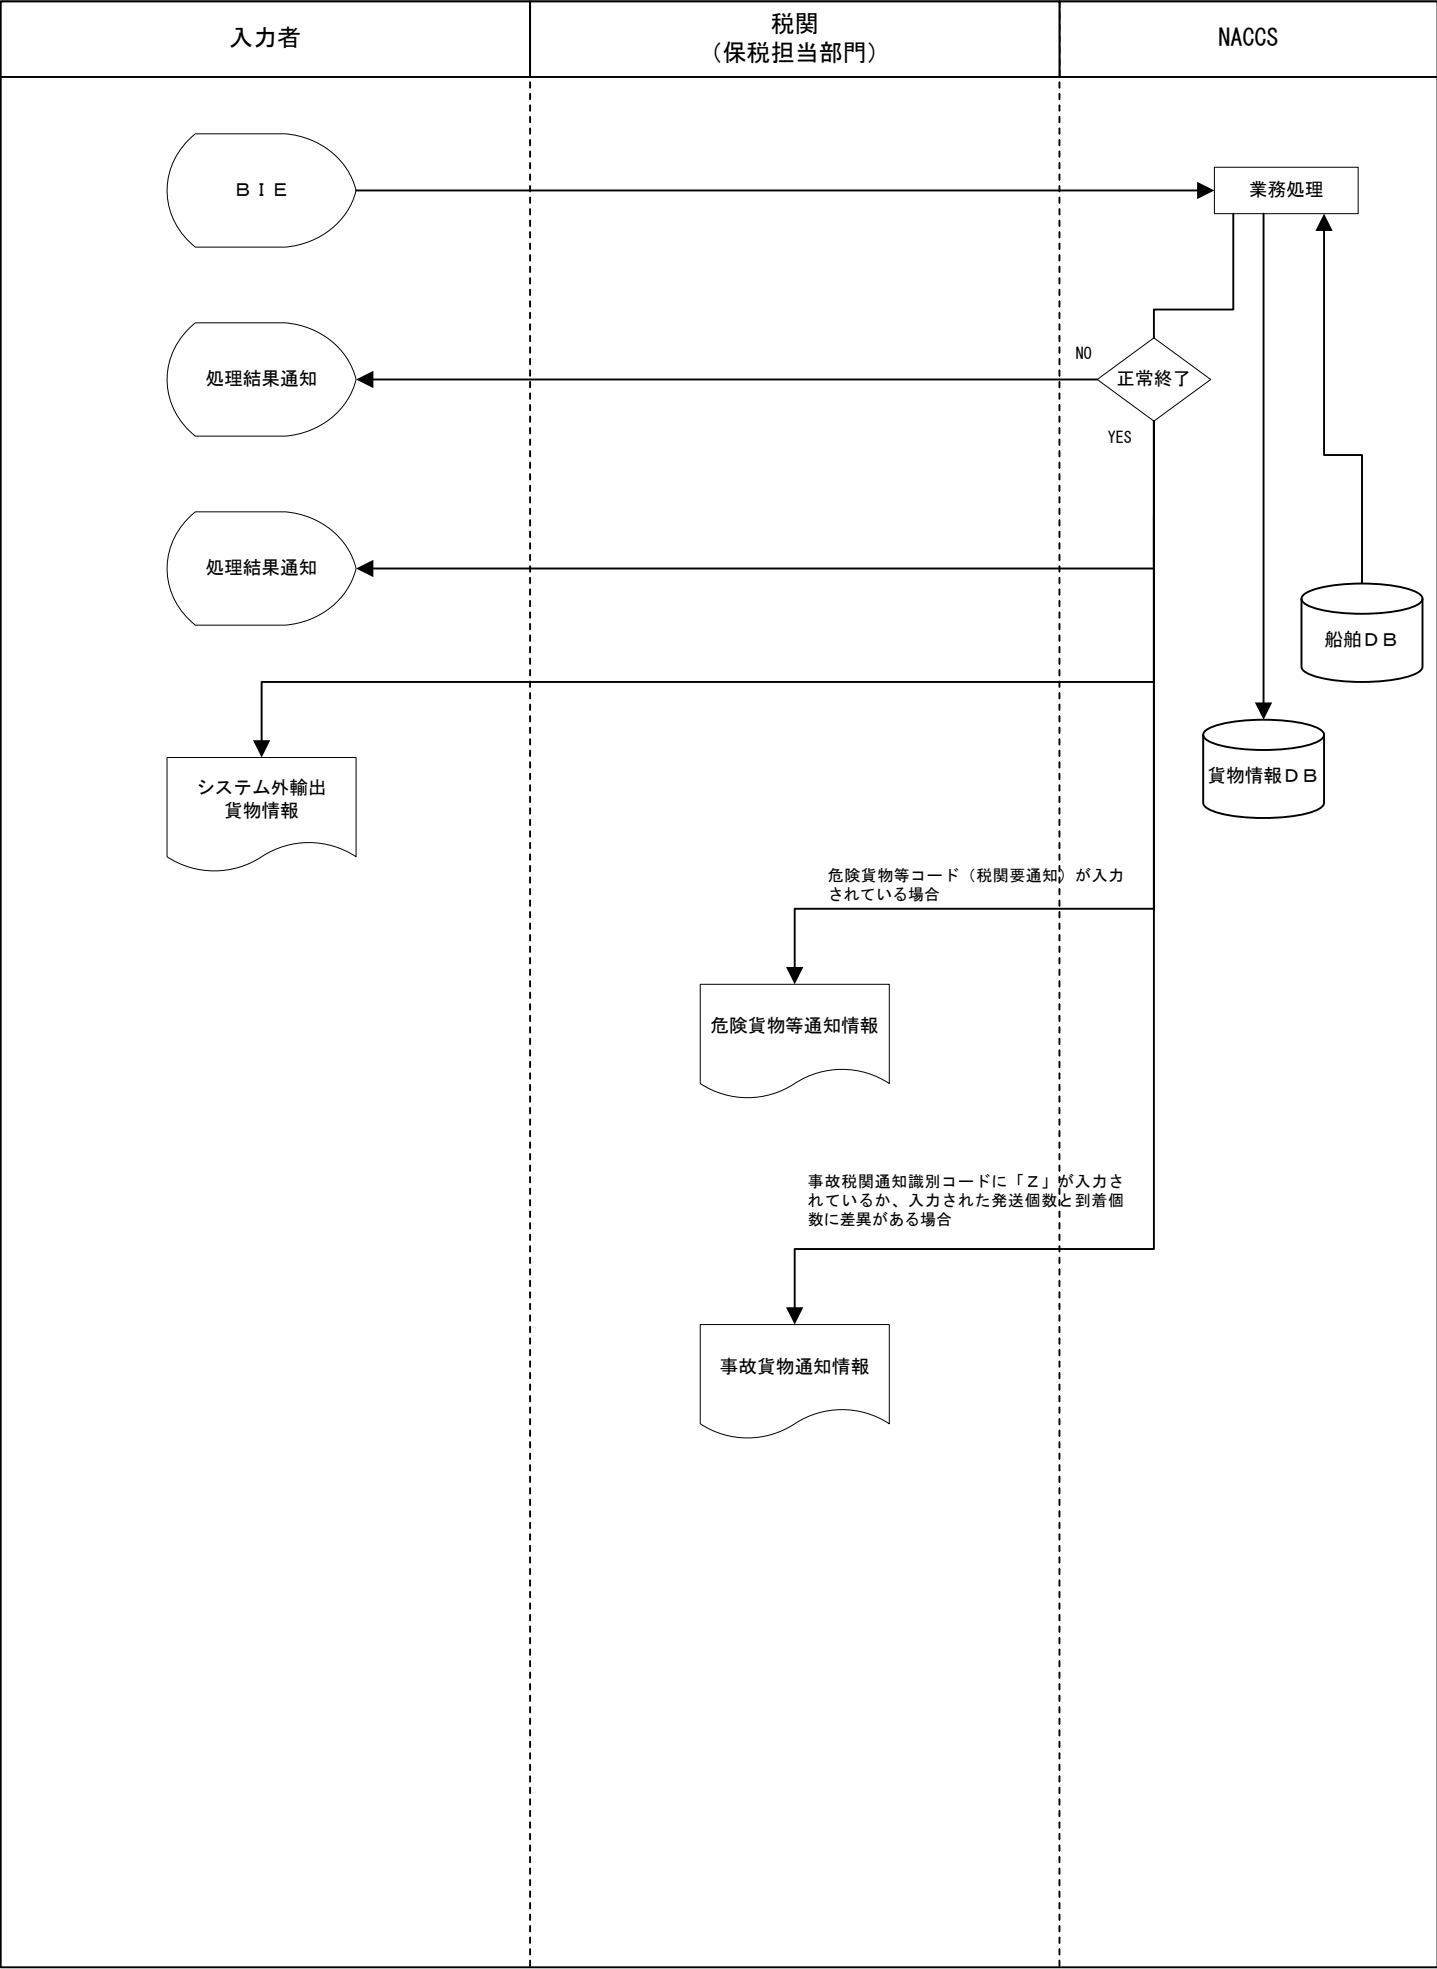 入力者
税関
（保税担当部門）
NACCS
ＢＩＥ
業務処理
処理結果通知
NO
正常終了
YES
処理結果通知
船舶ＤＢ
貨物情報ＤＢ
システム外輸出
貨物情報
危険貨物等コード（税関要通知）が入力
されている場合
危険貨物等通知情報
事故税関通知識別コードに「Ｚ」が入力さ
れているか、入力された発送個数と到着個
数に差異がある場合
事故貨物通知情報